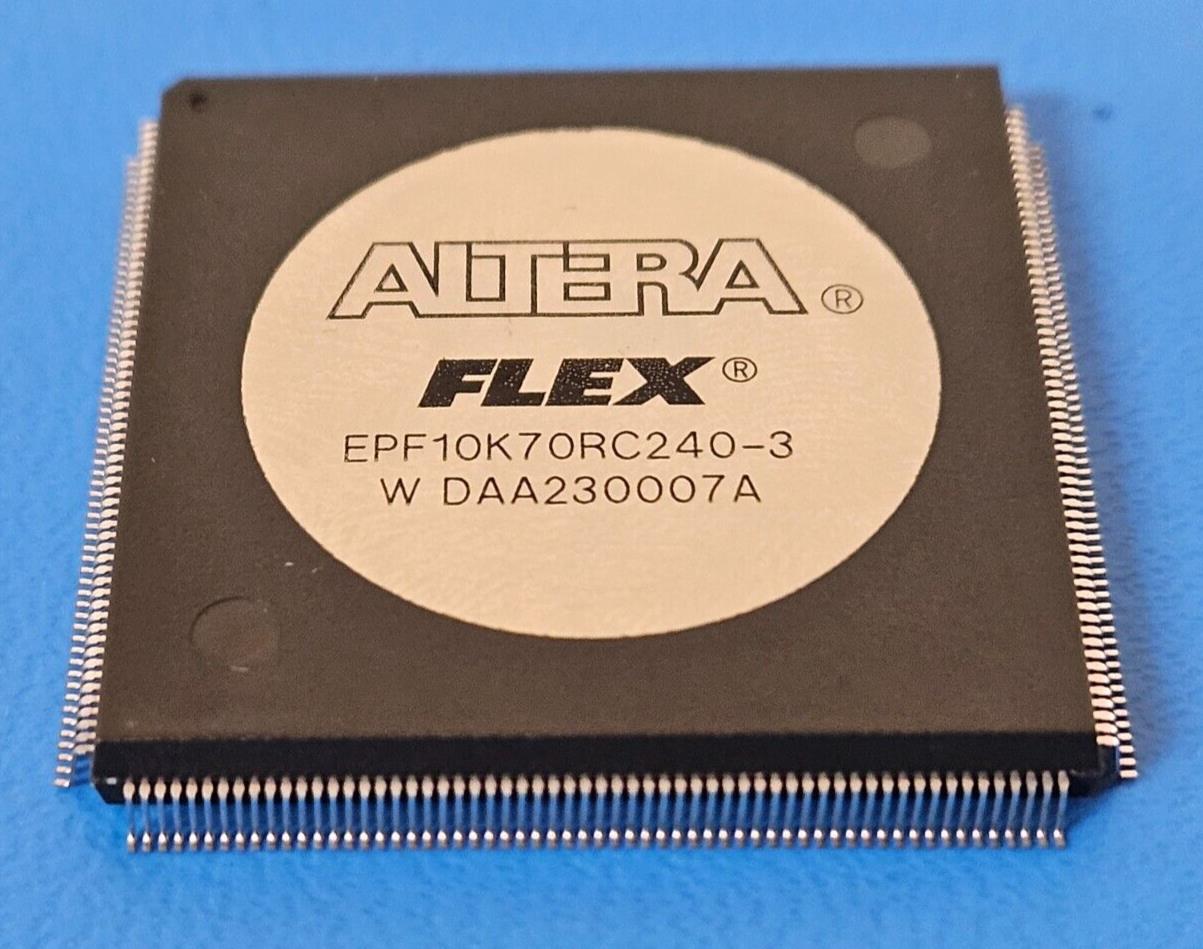 ALTERA ®
FLEX ®
EPF10K70RC240-3
W DAA230007A